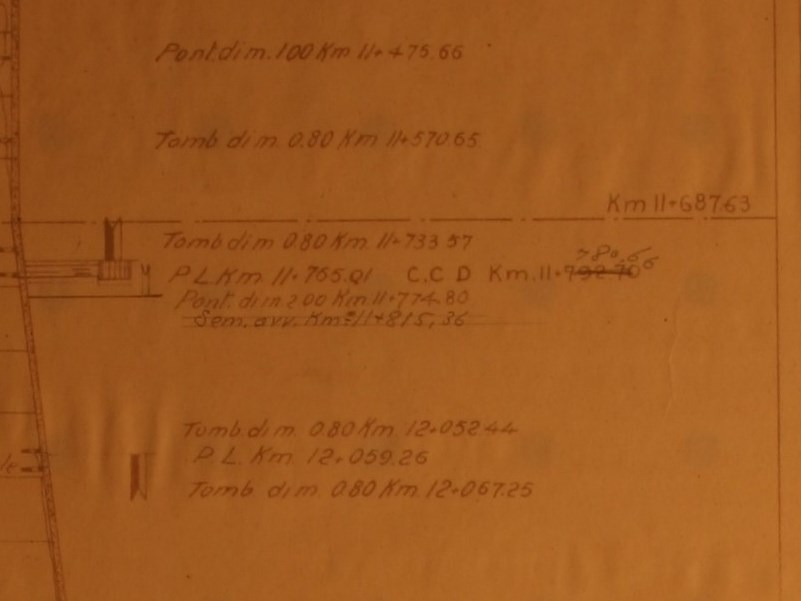 Pont. di m. 1.00 Km 11+475.66
Tomb. di m. 0.80 Km 11+570.65
Km 11+687.63
Tomb di m 0.80 Km. 11+733.57
P.L. Km. 11+765.01 C.C D Km. 11+792.70 780.66
Pont. di m 2.00 Km. 11+774.80
Sem. avv. Km= 11+815,36
Tomb. di m. 0.80 Km. 12+052.44
P.L. Km. 12+059.26
Tomb. di m. 0.80 Km. 12+067.25